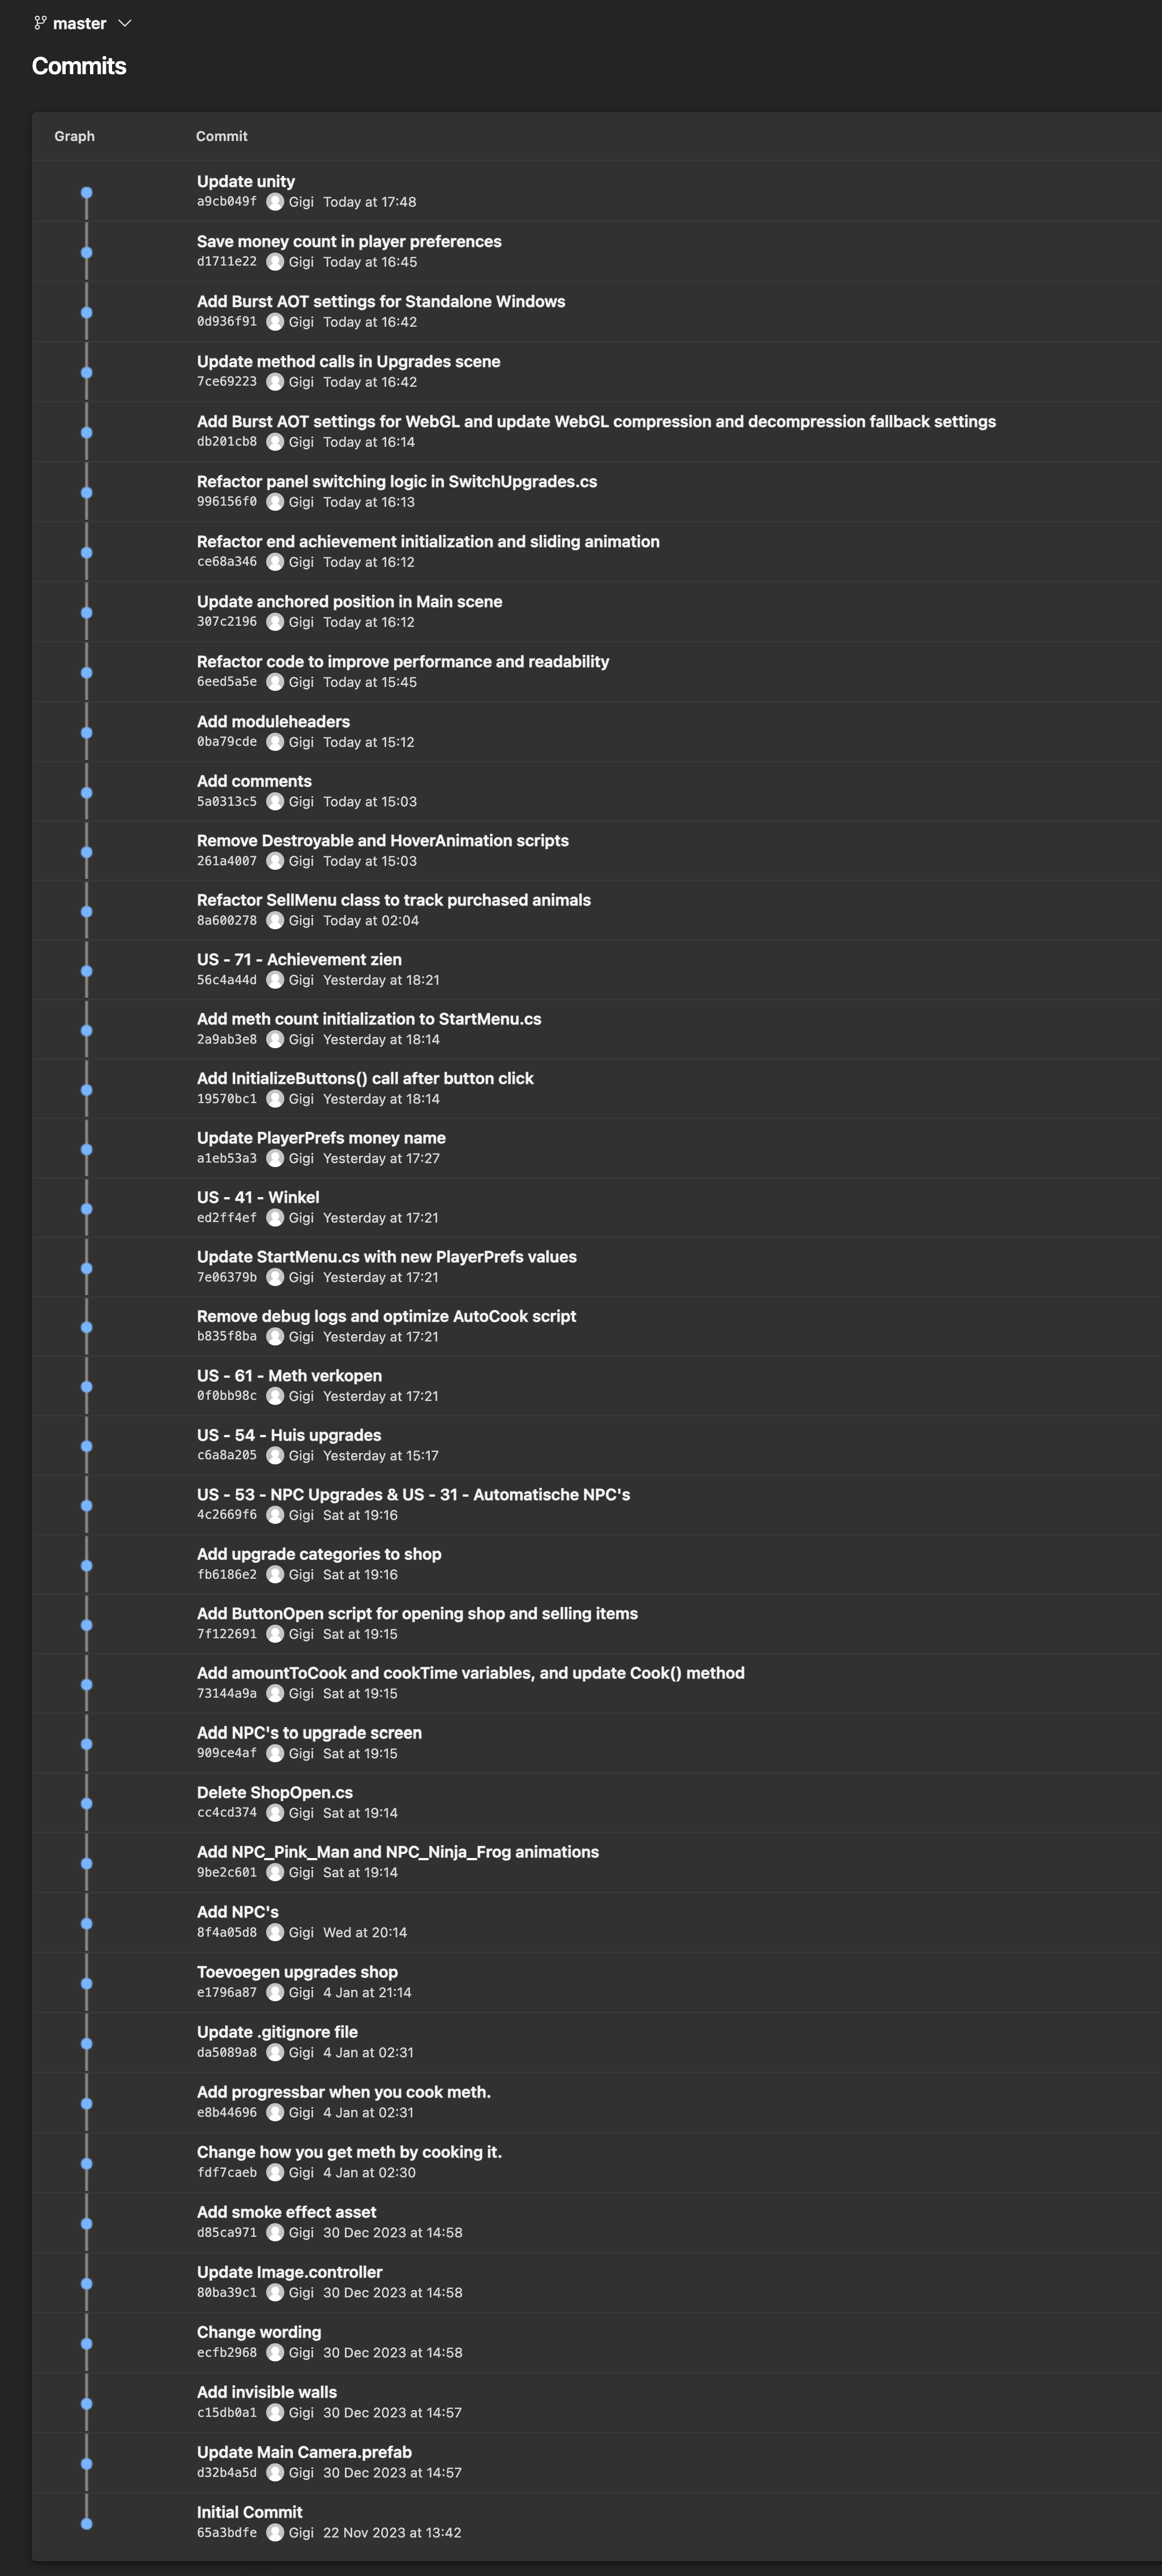 master
Commits
Graph Commit
Update unity
a9cb049f Gigi Today at 17:48
Save money count in player preferences
d1711e22 Gigi Today at 16:45
Add Burst AOT settings for Standalone Windows
0d936f91 Gigi Today at 16:42
Update method calls in Upgrades scene
7ce69223 Gigi Today at 16:42
Add Burst AOT settings for WebGL and update WebGL compression and decompression fallback settings
db201cb8 Gigi Today at 16:14
Refactor panel switching logic in SwitchUpgrades.cs
996156f0 Gigi Today at 16:13
Refactor end achievement initialization and sliding animation
ce68a346 Gigi Today at 16:12
Update anchored position in Main scene
307c2196 Gigi Today at 16:12
Refactor code to improve performance and readability
6eed5a5e Gigi Today at 15:45
Add moduleheaders
0ba79cde Gigi Today at 15:12
Add comments
5a0313c5 Gigi Today at 15:03
Remove Destroyable and HoverAnimation scripts
261a4007 Gigi Today at 15:03
Refactor SellMenu class to track purchased animals
8a600278 Gigi Today at 02:04
US - 71 - Achievement zien
56c4a44d Gigi Yesterday at 18:21
Add meth count initialization to StartMenu.cs
2a9ab3e8 Gigi Yesterday at 18:14
Add InitializeButtons() call after button click
19570bc1 Gigi Yesterday at 18:14
Update PlayerPrefs money name
a1eb53a3 Gigi Yesterday at 17:27
US - 41 - Winkel
ed2ff4ef Gigi Yesterday at 17:21
Update StartMenu.cs with new PlayerPrefs values
7e06379b Gigi Yesterday at 17:21
Remove debug logs and optimize AutoCook script
b835f8ba Gigi Yesterday at 17:21
US - 61 - Meth verkopen
0f0bb98c Gigi Yesterday at 17:21
US - 54 - Huis upgrades
c6a8a205 Gigi Yesterday at 15:17
US - 53 - NPC Upgrades & US - 31 - Automatische NPC's
4c2669f6 Gigi Sat at 19:16
Add upgrade categories to shop
fb6186e2 Gigi Sat at 19:16
Add ButtonOpen script for opening shop and selling items
7f122691 Gigi Sat at 19:15
Add amountToCook and cookTime variables, and update Cook() method
73144a9a Gigi Sat at 19:15
Add NPC's to upgrade screen
909ce4af Gigi Sat at 19:15
Delete ShopOpen.cs
cc4cd374 Gigi Sat at 19:14
Add NPC_Pink_Man and NPC_Ninja_Frog animations
9be2c601 Gigi Sat at 19:14
Add NPC's
8f4a05d8 Gigi Wed at 20:14
Toevoegen upgrades shop
e1796a87 Gigi 4 Jan at 21:14
Update .gitignore file
da5089a8 Gigi 4 Jan at 02:31
Add progressbar when you cook meth.
e8b44696 Gigi 4 Jan at 02:31
Change how you get meth by cooking it.
fdf7caeb Gigi 4 Jan at 02:30
Add smoke effect asset
d85ca971 Gigi 30 Dec 2023 at 14:58
Update Image.controller
80ba39c1 Gigi 30 Dec 2023 at 14:58
Change wording
ecfb2968 Gigi 30 Dec 2023 at 14:58
Add invisible walls
c15db0a1 Gigi 30 Dec 2023 at 14:57
Update Main Camera.prefab
d32b4a5d Gigi 30 Dec 2023 at 14:57
Initial Commit
65a3bdfe Gigi 22 Nov 2023 at 13:42